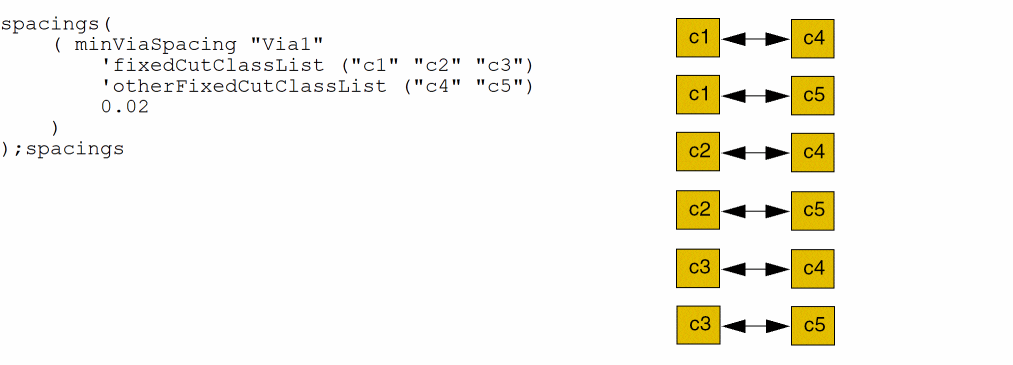 spacings(
    ( minViaSpacing "Via1"
        'fixedCutClassList ("c1" "c2" "c3")
        'otherFixedCutClassList ("c4" "c5")
        0.02
    )
);spacings
c1 c4
c1 c5
c2 c4
c2 c5
c3 c4
c3 c5